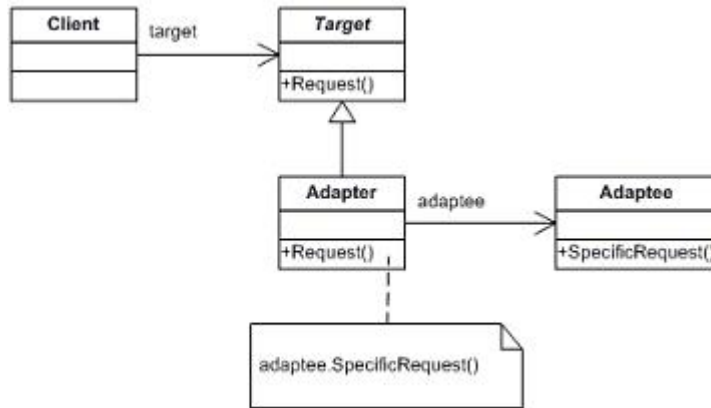 Client
target
Target
+Request()
Adapter
adaptee
Adaptee
+Request()
+SpecificRequest()
adaptee.SpecificRequest()